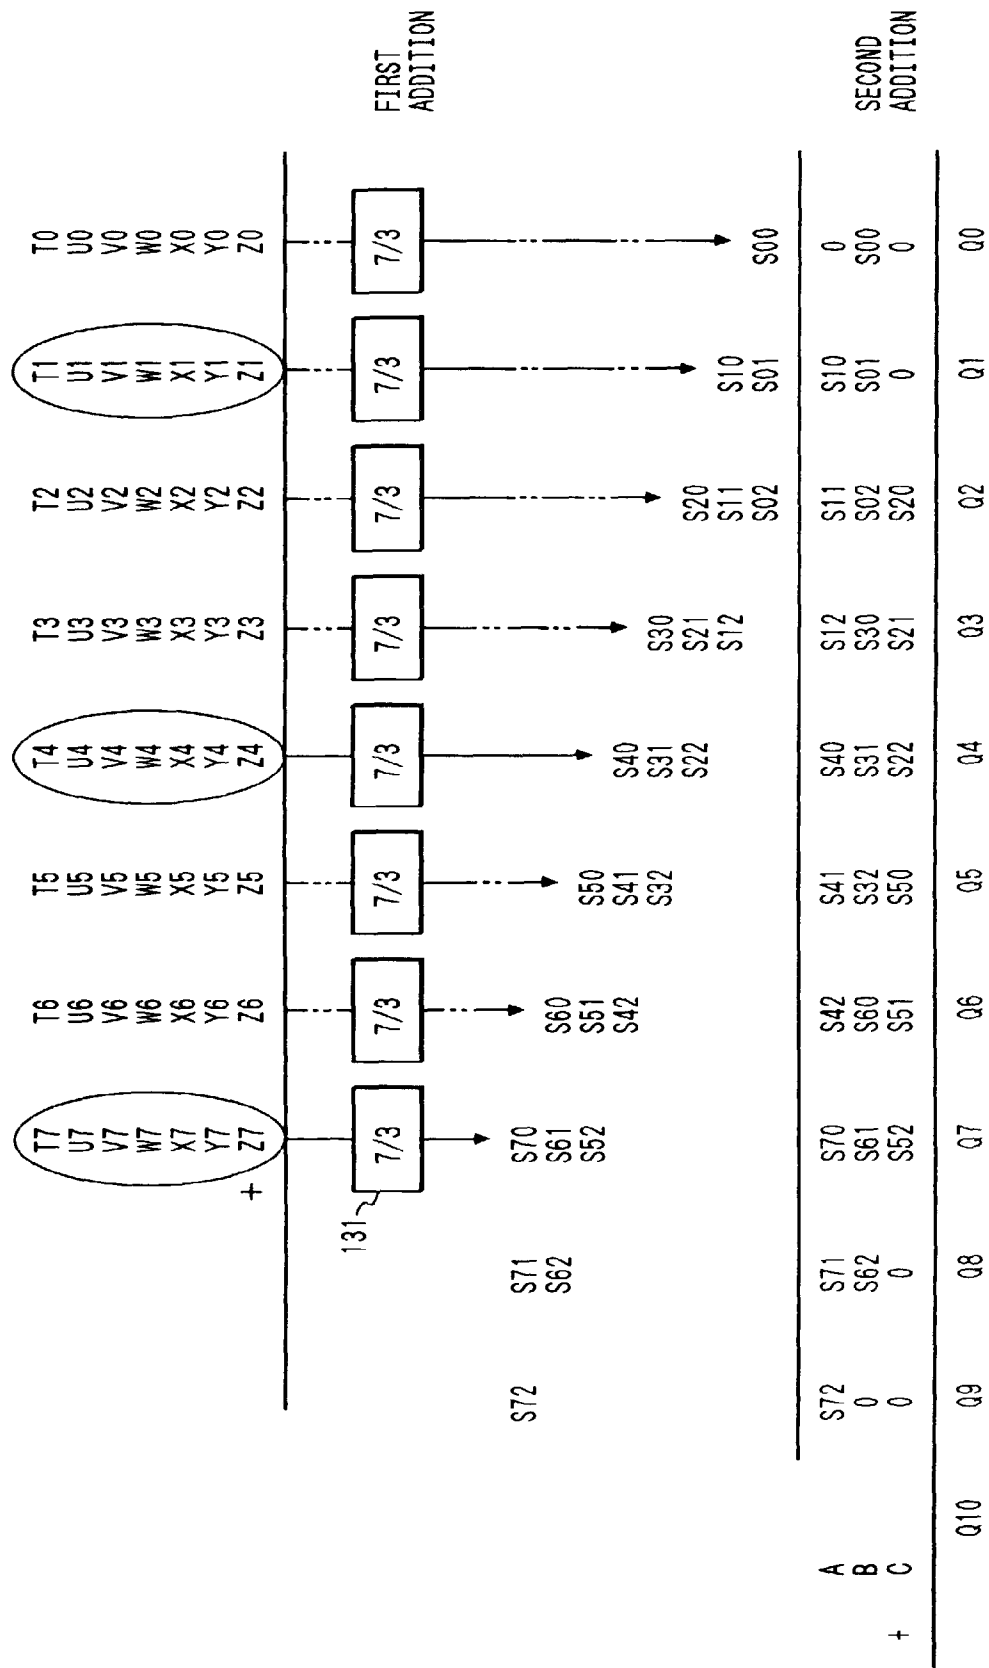 T7 T6 T5 T4 T3 T2 T1 T0
U7 U6 U5 U4 U3 U2 U1 U0
V7 V6 V5 V4 V3 V2 V1 V0
W7 W6 W5 W4 W3 W2 W1 W0
X7 X6 X5 X4 X3 X2 X1 X0
Y7 Y6 Y5 Y4 Y3 Y2 Y1 Y0
+ Z7 Z6 Z5 Z4 Z3 Z2 Z1 Z0
131
7/3 7/3 7/3 7/3 7/3 7/3 7/3 7/3
FIRST
ADDITION
S72 S71 S70
S62 S61 S60
S52 S51 S50
S42 S41 S40
S32 S31 S30
S22 S21 S20
S12 S11 S10
S02 S01 S00
A S72 S71 S70 S42 S41 S40 S12 S11 S10 0
B 0 S62 S61 S60 S32 S31 S30 S02 S01 S00
+ C 0 0 S52 S51 S50 S22 S21 S20 0 0
SECOND
ADDITION
Q10 Q9 Q8 Q7 Q6 Q5 Q4 Q3 Q2 Q1 Q0